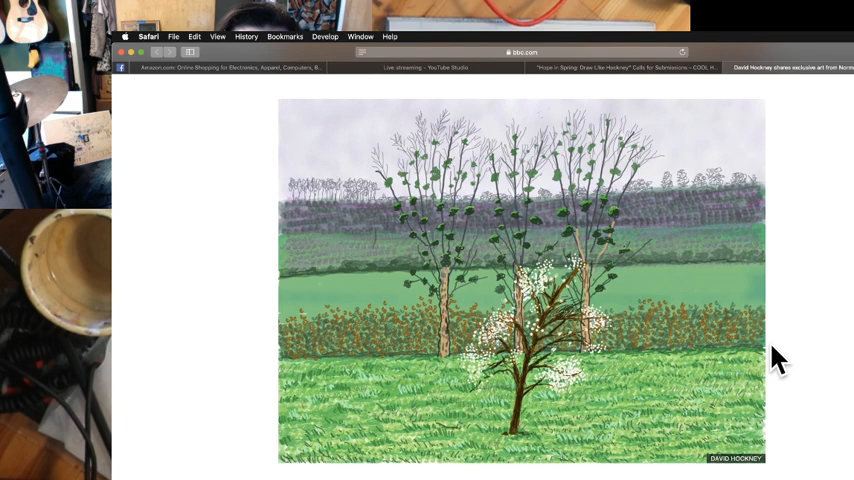 Safari File Edit View History Bookmarks Develop Window Help
bbc.com
Amazon.com: Online Shopping for Electronics, Apparel, Computers, B... Live streaming - YouTube Studio "Hope in Spring: Draw Like Hockney" Calls for Submissions – COOL H... David Hockney shares exclusive art from Norm
DAVID HOCKNEY